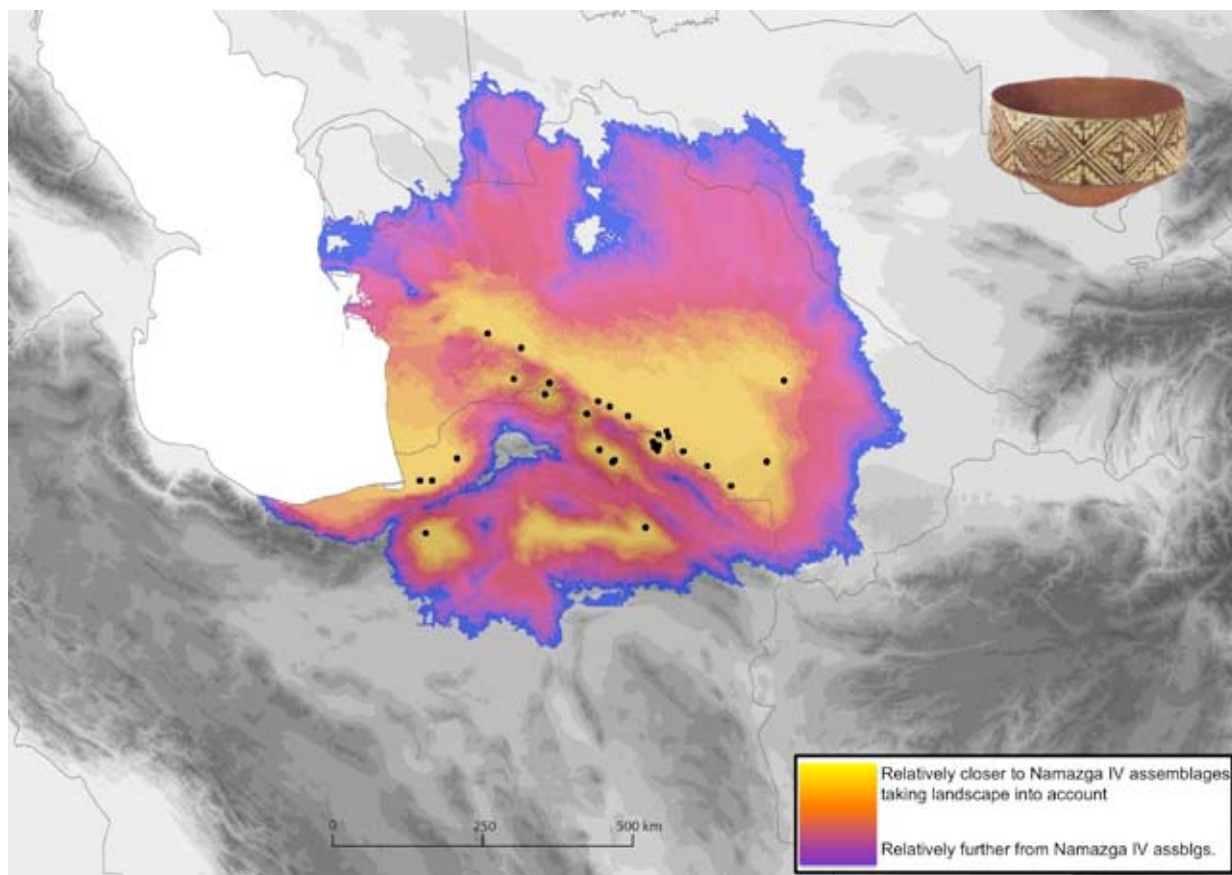 0 250 500 km
Relatively closer to Namazga IV assemblages
taking landscape into account
Relatively further from Namazga IV assblgs.